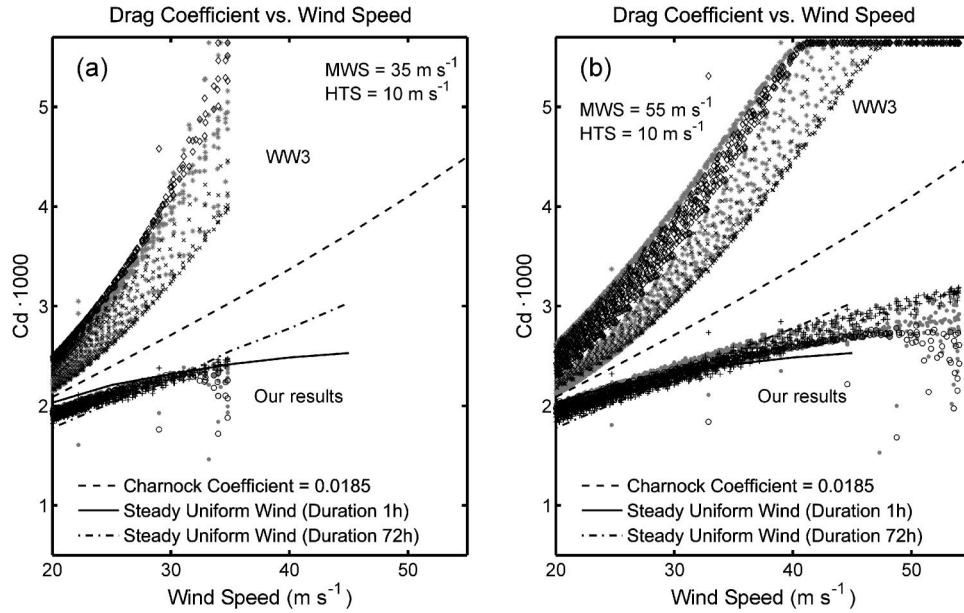 Drag Coefficient vs. Wind Speed
(a)
MWS = 35 m s⁻¹
HTS = 10 m s⁻¹
WW3
Our results
Charnock Coefficient = 0.0185
Steady Uniform Wind (Duration 1h)
Steady Uniform Wind (Duration 72h)
Cd · 1000
5
4
3
2
1
20
30
40
50
Wind Speed (m s⁻¹)
Drag Coefficient vs. Wind Speed
(b)
MWS = 55 m s⁻¹
HTS = 10 m s⁻¹
WW3
Our results
Charnock Coefficient = 0.0185
Steady Uniform Wind (Duration 1h)
Steady Uniform Wind (Duration 72h)
Cd · 1000
5
4
3
2
1
20
30
40
50
Wind Speed (m s⁻¹)